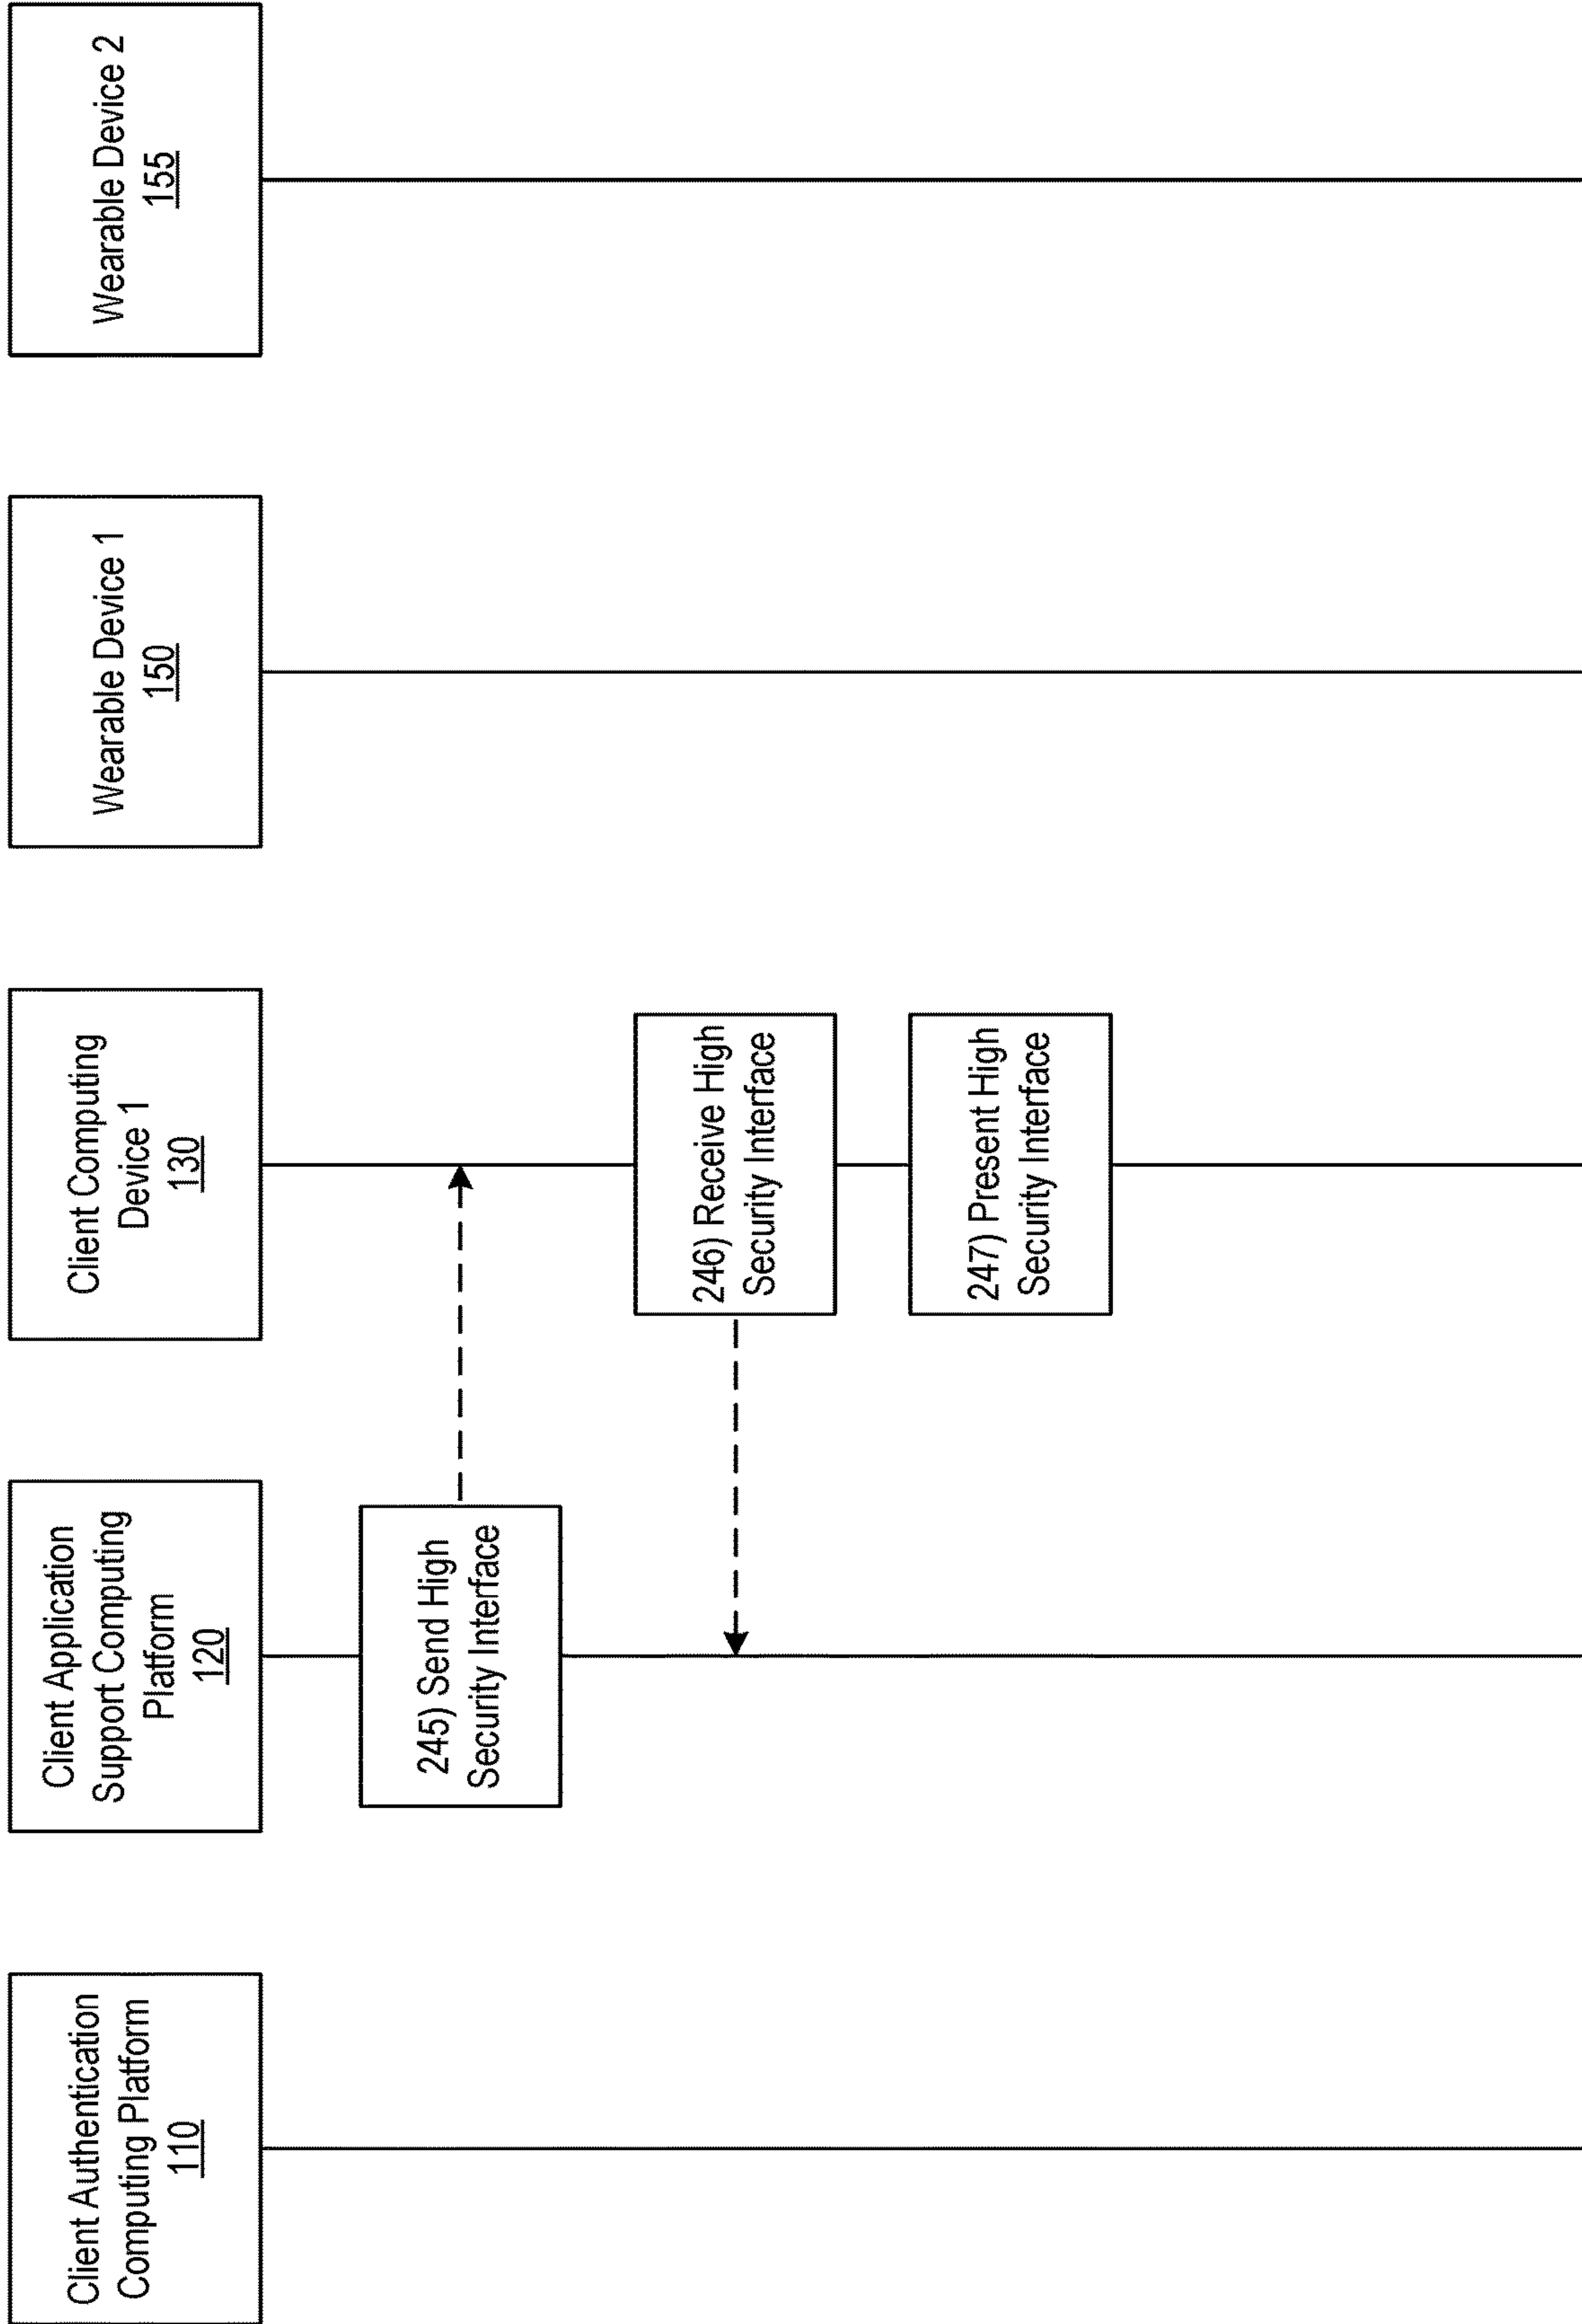 Client Authentication
Computing Platform
110
Client Application
Support Computing
Platform
120
Client Computing
Device 1
130
Wearable Device 1
150
Wearable Device 2
155
245) Send High
Security Interface
246) Receive High
Security Interface
247) Present High
Security Interface